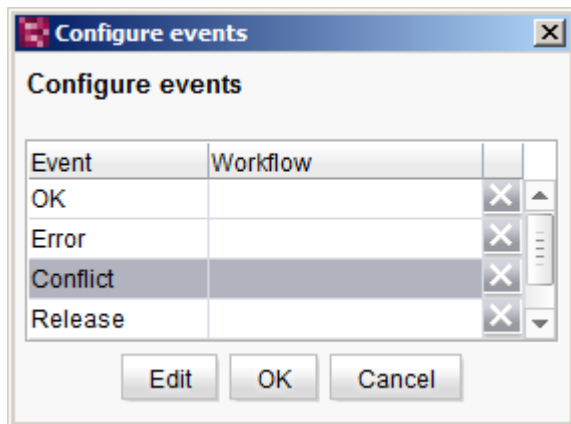 Configure events
Configure events
Event Workflow
OK
Error
Conflict
Release
Edit OK Cancel